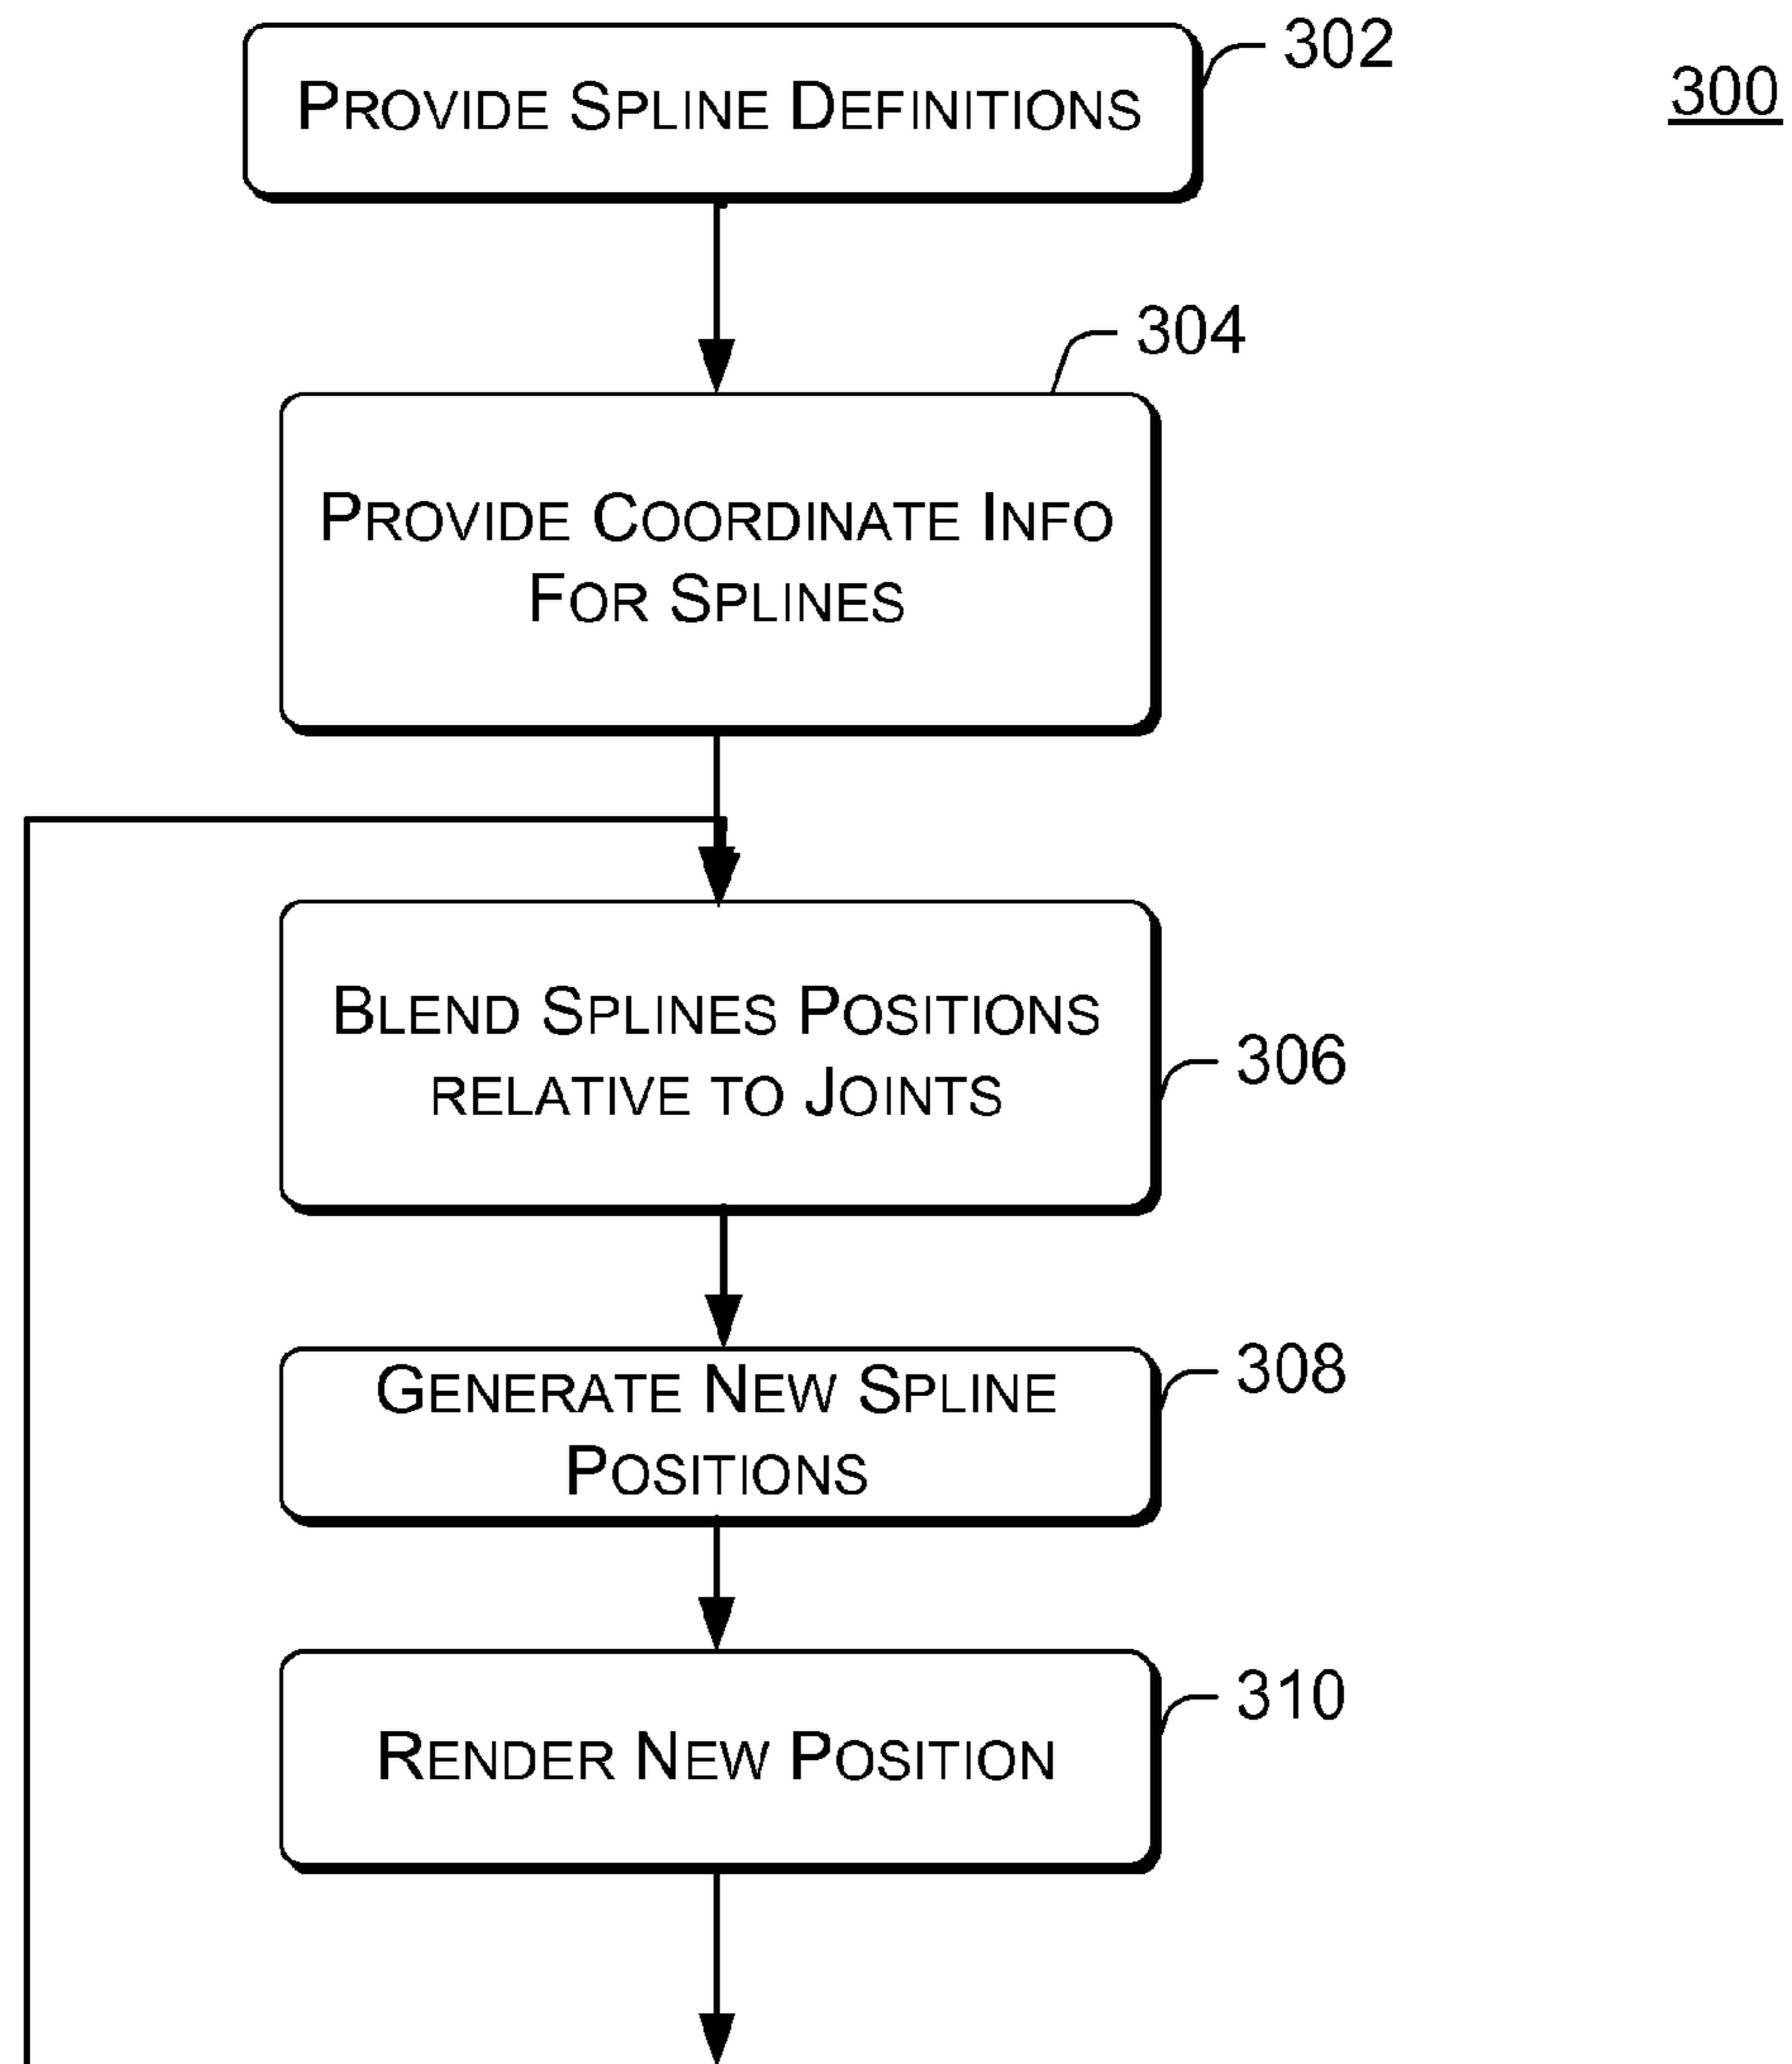 302
300
PROVIDE SPLINE DEFINITIONS
304
PROVIDE COORDINATE INFO
FOR SPLINES
BLEND SPLINES POSITIONS
RELATIVE TO JOINTS
306
GENERATE NEW SPLINE
POSITIONS
308
RENDER NEW POSITION
310